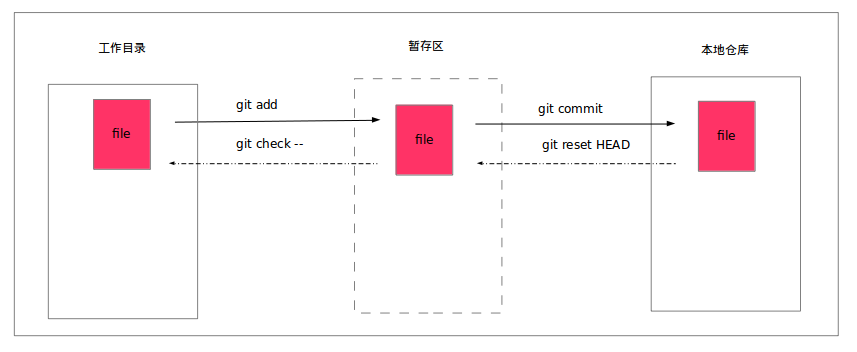 工作目录
暂存区
本地仓库
git add
git commit
git check --
git reset HEAD
file
file
file